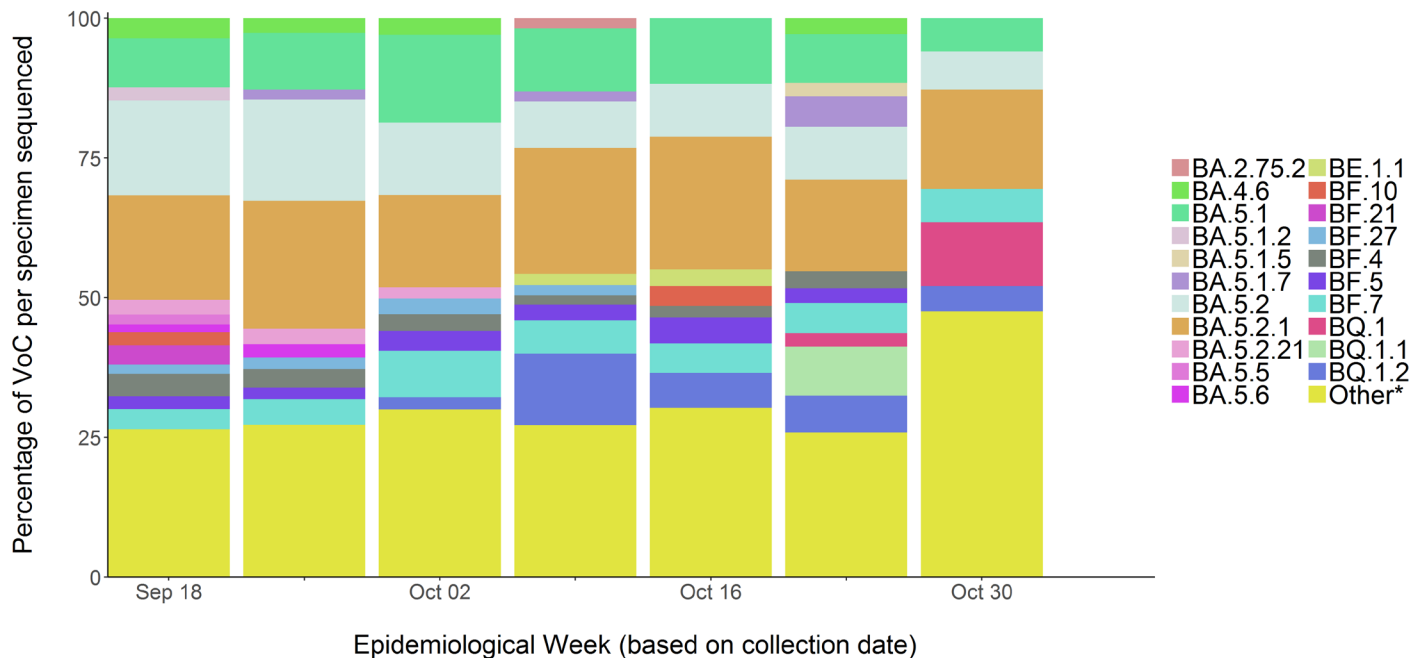 100
75
50
25
0
Percentage of VoC per specimen sequenced
Sep 18
Oct 02
Oct 16
Oct 30
Epidemiological Week (based on collection date)
BA.2.75.2
BA.4.6
BA.5.1
BA.5.1.2
BA.5.1.5
BA.5.1.7
BA.5.2
BA.5.2.1
BA.5.2.21
BA.5.5
BA.5.6
BE.1.1
BF.10
BF.21
BF.27
BF.4
BF.5
BF.7
BQ.1
BQ.1.1
BQ.1.2
Other*